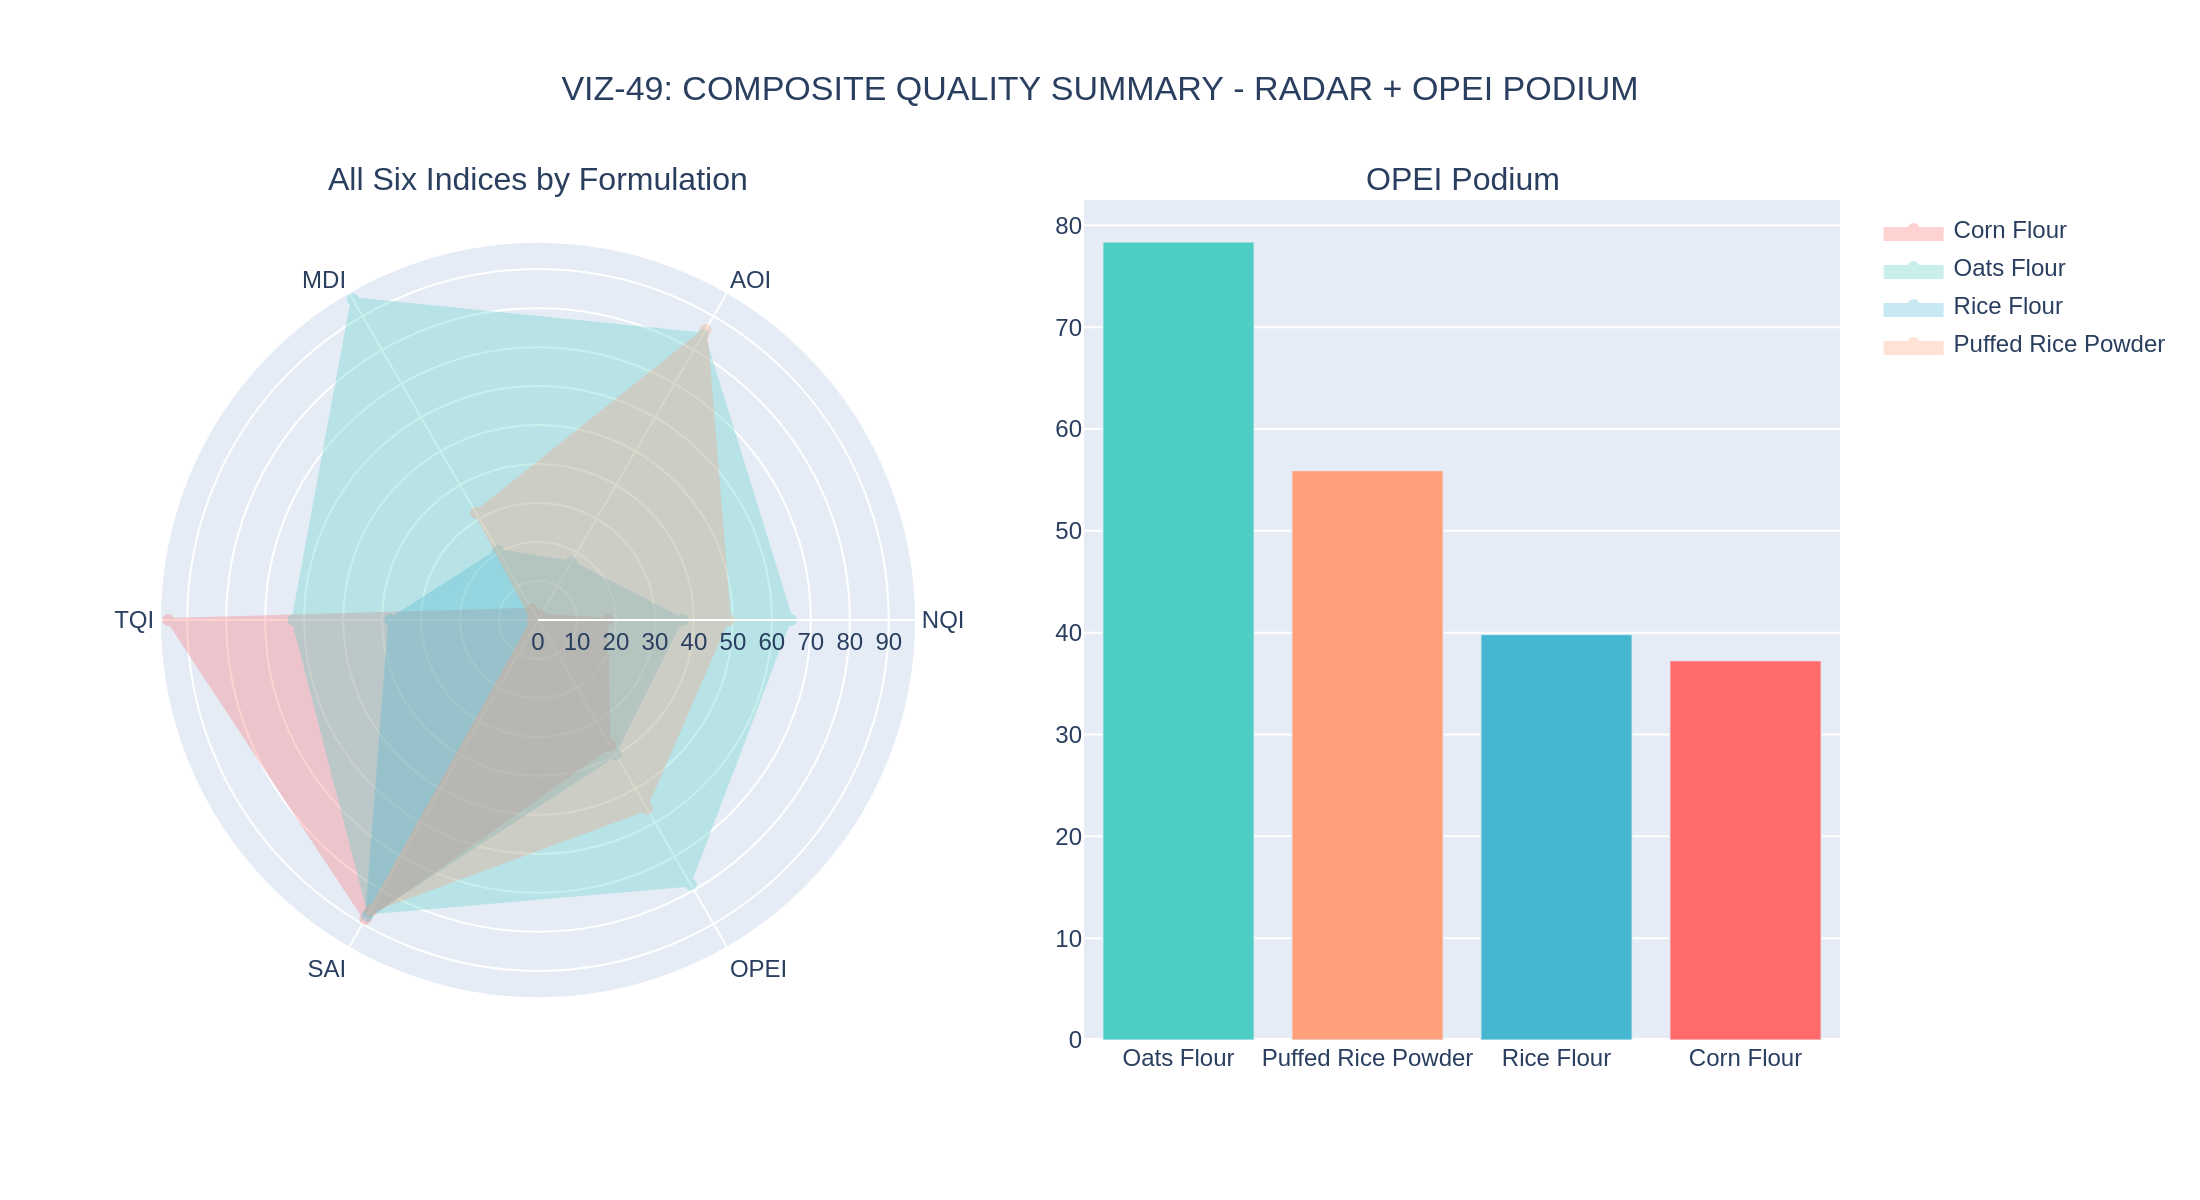 VIZ-49: COMPOSITE QUALITY SUMMARY - RADAR + OPEI PODIUM
All Six Indices by Formulation
MDI
AOI
TQI
NQI
0 10 20 30 40 50 60 70 80 90
SAI
OPEI
OPEI Podium
80
70
60
50
40
30
20
10
0
Oats Flour Puffed Rice Powder Rice Flour Corn Flour
Corn Flour
Oats Flour
Rice Flour
Puffed Rice Powder